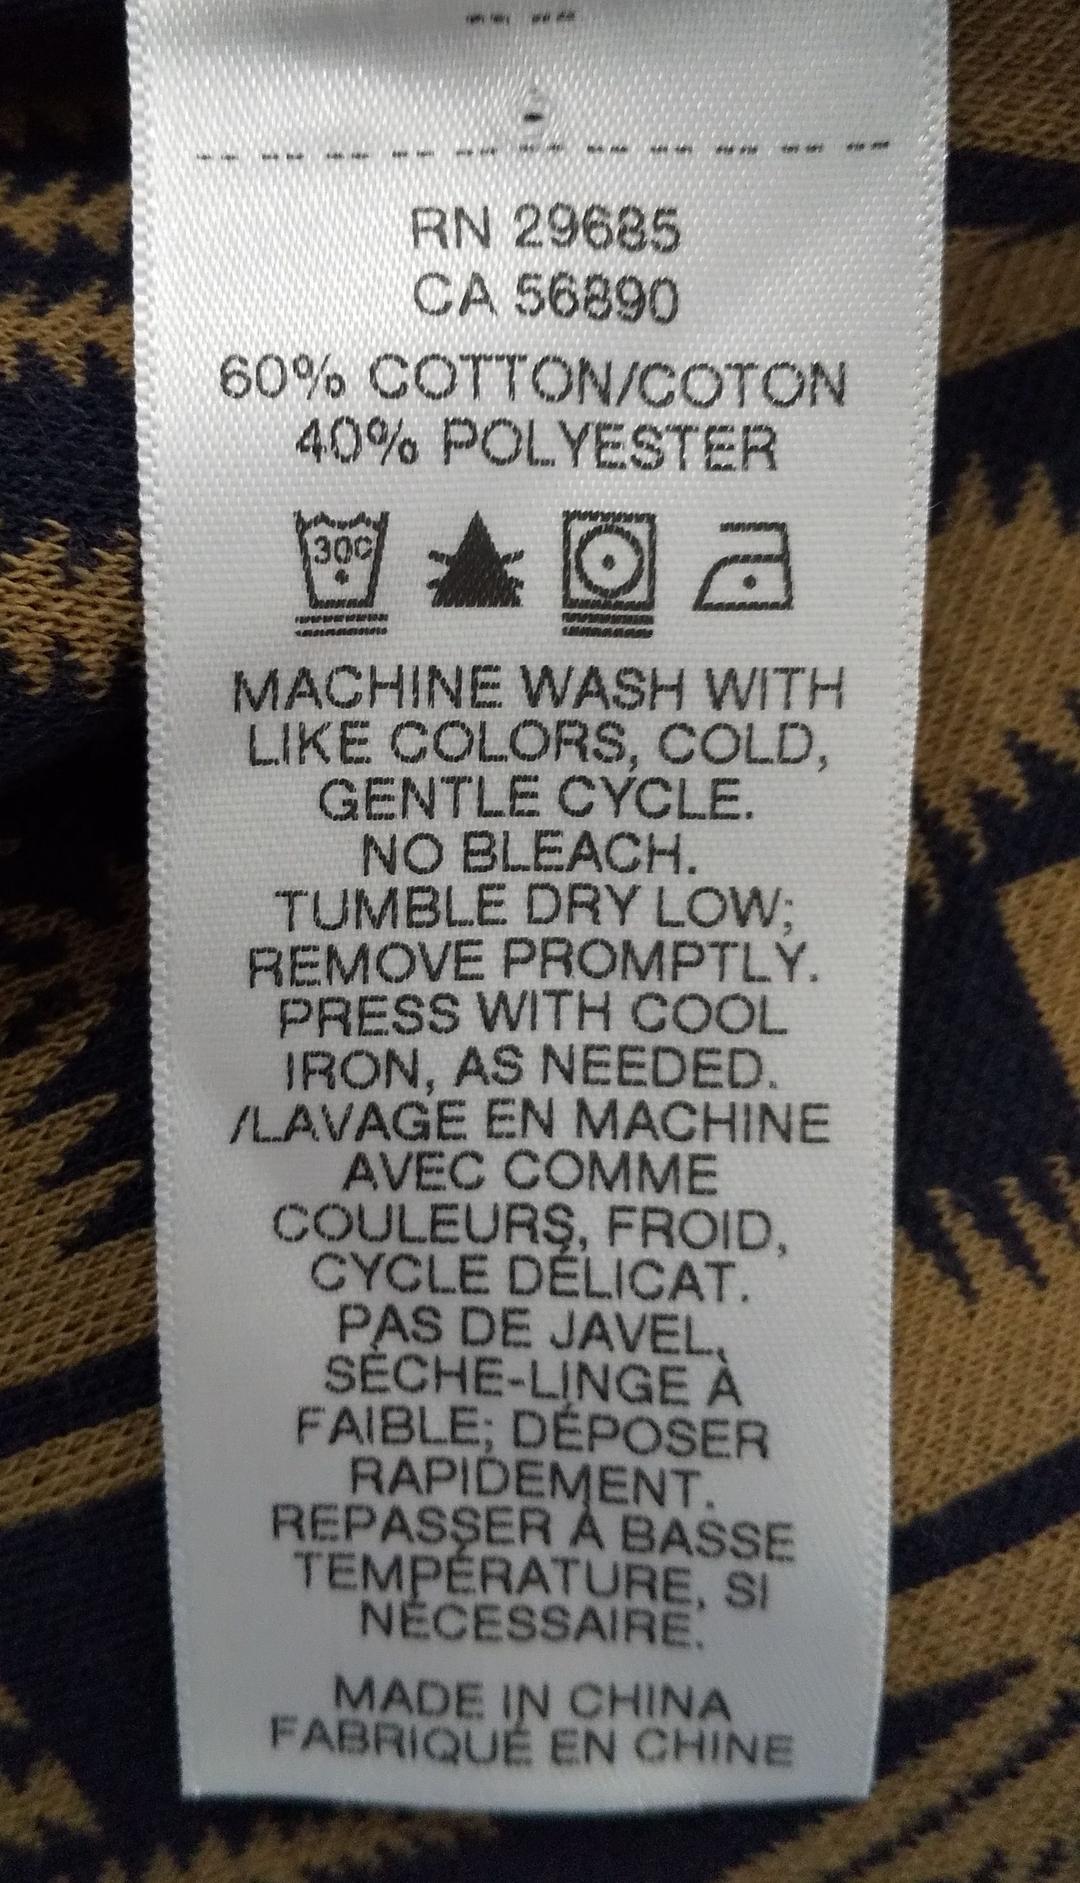 RN 29685
CA 56890
60% COTTON/COTON
40% POLYESTER
30C
MACHINE WASH WITH
LIKE COLORS, COLD,
GENTLE CYCLE.
NO BLEACH.
TUMBLE DRY LOW;
REMOVE PROMPTLY.
PRESS WITH COOL
IRON, AS NEEDED.
/LAVAGE EN MACHINE
AVEC COMME
COULEURS, FROID,
CYCLE DÉLICAT.
PAS DE JAVEL,
SÈCHE-LINGE À
FAIBLE; DÉPOSER
RAPIDEMENT.
REPASSER À BASSE
TEMPÉRATURE, SI
NÉCESSAIRE.
MADE IN CHINA
FABRIQUÉ EN CHINE